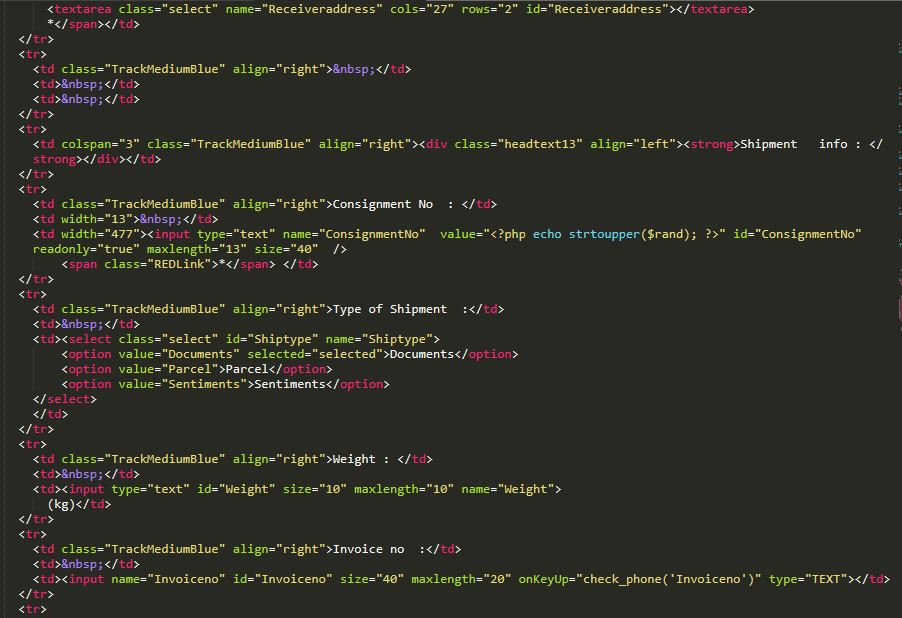 <textarea class="select" name="Receiveraddress" cols="27" rows="2" id="Receiveraddress"></textarea>
*</span></td>
</tr>
<tr>
<td class="TrackMediumBlue" align="right">&nbsp;</td>
<td>&nbsp;</td>
<td>&nbsp;</td>
</tr>
<tr>
<td colspan="3" class="TrackMediumBlue" align="right"><div class="headtext13" align="left"><strong>Shipment   info : </
strong></div></td>
</tr>
<tr>
<td class="TrackMediumBlue" align="right">Consignment No  : </td>
<td width="13">&nbsp;</td>
<td width="477"><input type="text" name="ConsignmentNo"  value="<?php echo strtoupper($rand); ?>" id="ConsignmentNo"
readonly="true" maxlength="13" size="40"  />
<span class="REDLink">*</span> </td>
</tr>
<tr>
<td class="TrackMediumBlue" align="right">Type of Shipment  :</td>
<td>&nbsp;</td>
<td><select class="select" id="Shiptype" name="Shiptype">
<option value="Documents" selected="selected">Documents</option>
<option value="Parcel">Parcel</option>
<option value="Sentiments">Sentiments</option>
</select>
</td>
</tr>
<tr>
<td class="TrackMediumBlue" align="right">Weight : </td>
<td>&nbsp;</td>
<td><input type="text" id="Weight" size="10" maxlength="10" name="Weight">
(kg)</td>
</tr>
<tr>
<td class="TrackMediumBlue" align="right">Invoice no  :</td>
<td>&nbsp;</td>
<td><input name="Invoiceno" id="Invoiceno" size="40" maxlength="20" onKeyUp="check_phone('Invoiceno')" type="TEXT"></td>
</tr>
<tr>